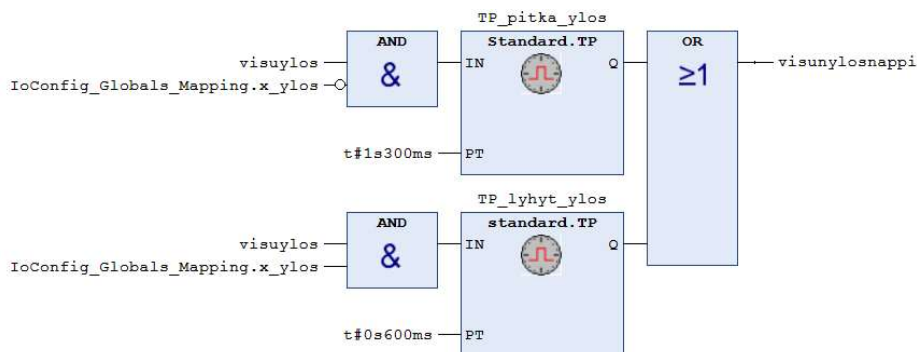 TP_pitka_ylos
AND
Standard.TP
OR
visuylos
&
IN
Q
≥1
visunylosnappi
IoConfig_Globals_Mapping.x_ylos
t#1s300ms
PT
TP_lyhyt_ylos
AND
standard.TP
visuylos
&
IN
Q
IoConfig_Globals_Mapping.x_ylos
t#0s600ms
PT